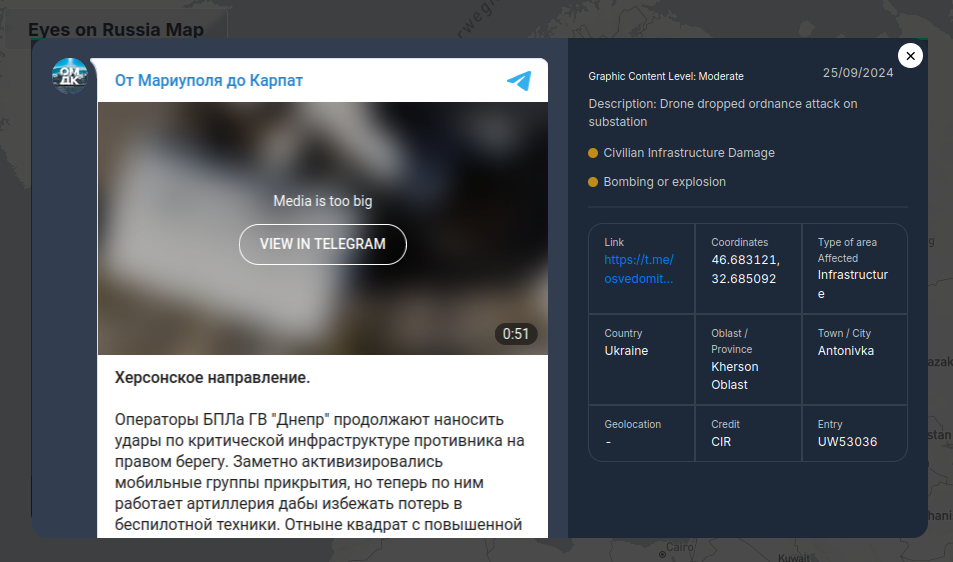 Eyes on Russia Map
ОМ
ДК
От Мариуполя до Карпат
Media is too big
VIEW IN TELEGRAM
0:51
Херсонское направление.
Операторы БПЛа ГВ "Днепр" продолжают наносить
удары по критической инфраструктуре противника на
правом берегу. Заметно активизировались
мобильные группы прикрытия, но теперь по ним
работает артиллерия дабы избежать потерь в
беспилотной техники. Отныне квадрат с повышенной
Graphic Content Level: Moderate
25/09/2024
Description: Drone dropped ordnance attack on
substation
Civilian Infrastructure Damage
Bombing or explosion
Link
https://t.me/
osvedomit...
Coordinates
46.683121,
32.685092
Type of area
Affected
Infrastructur
e
Country
Ukraine
Oblast /
Province
Kherson
Oblast
Town / City
Antonivka
Geolocation
-
Credit
CIR
Entry
UW53036
Cairo
Kuwait